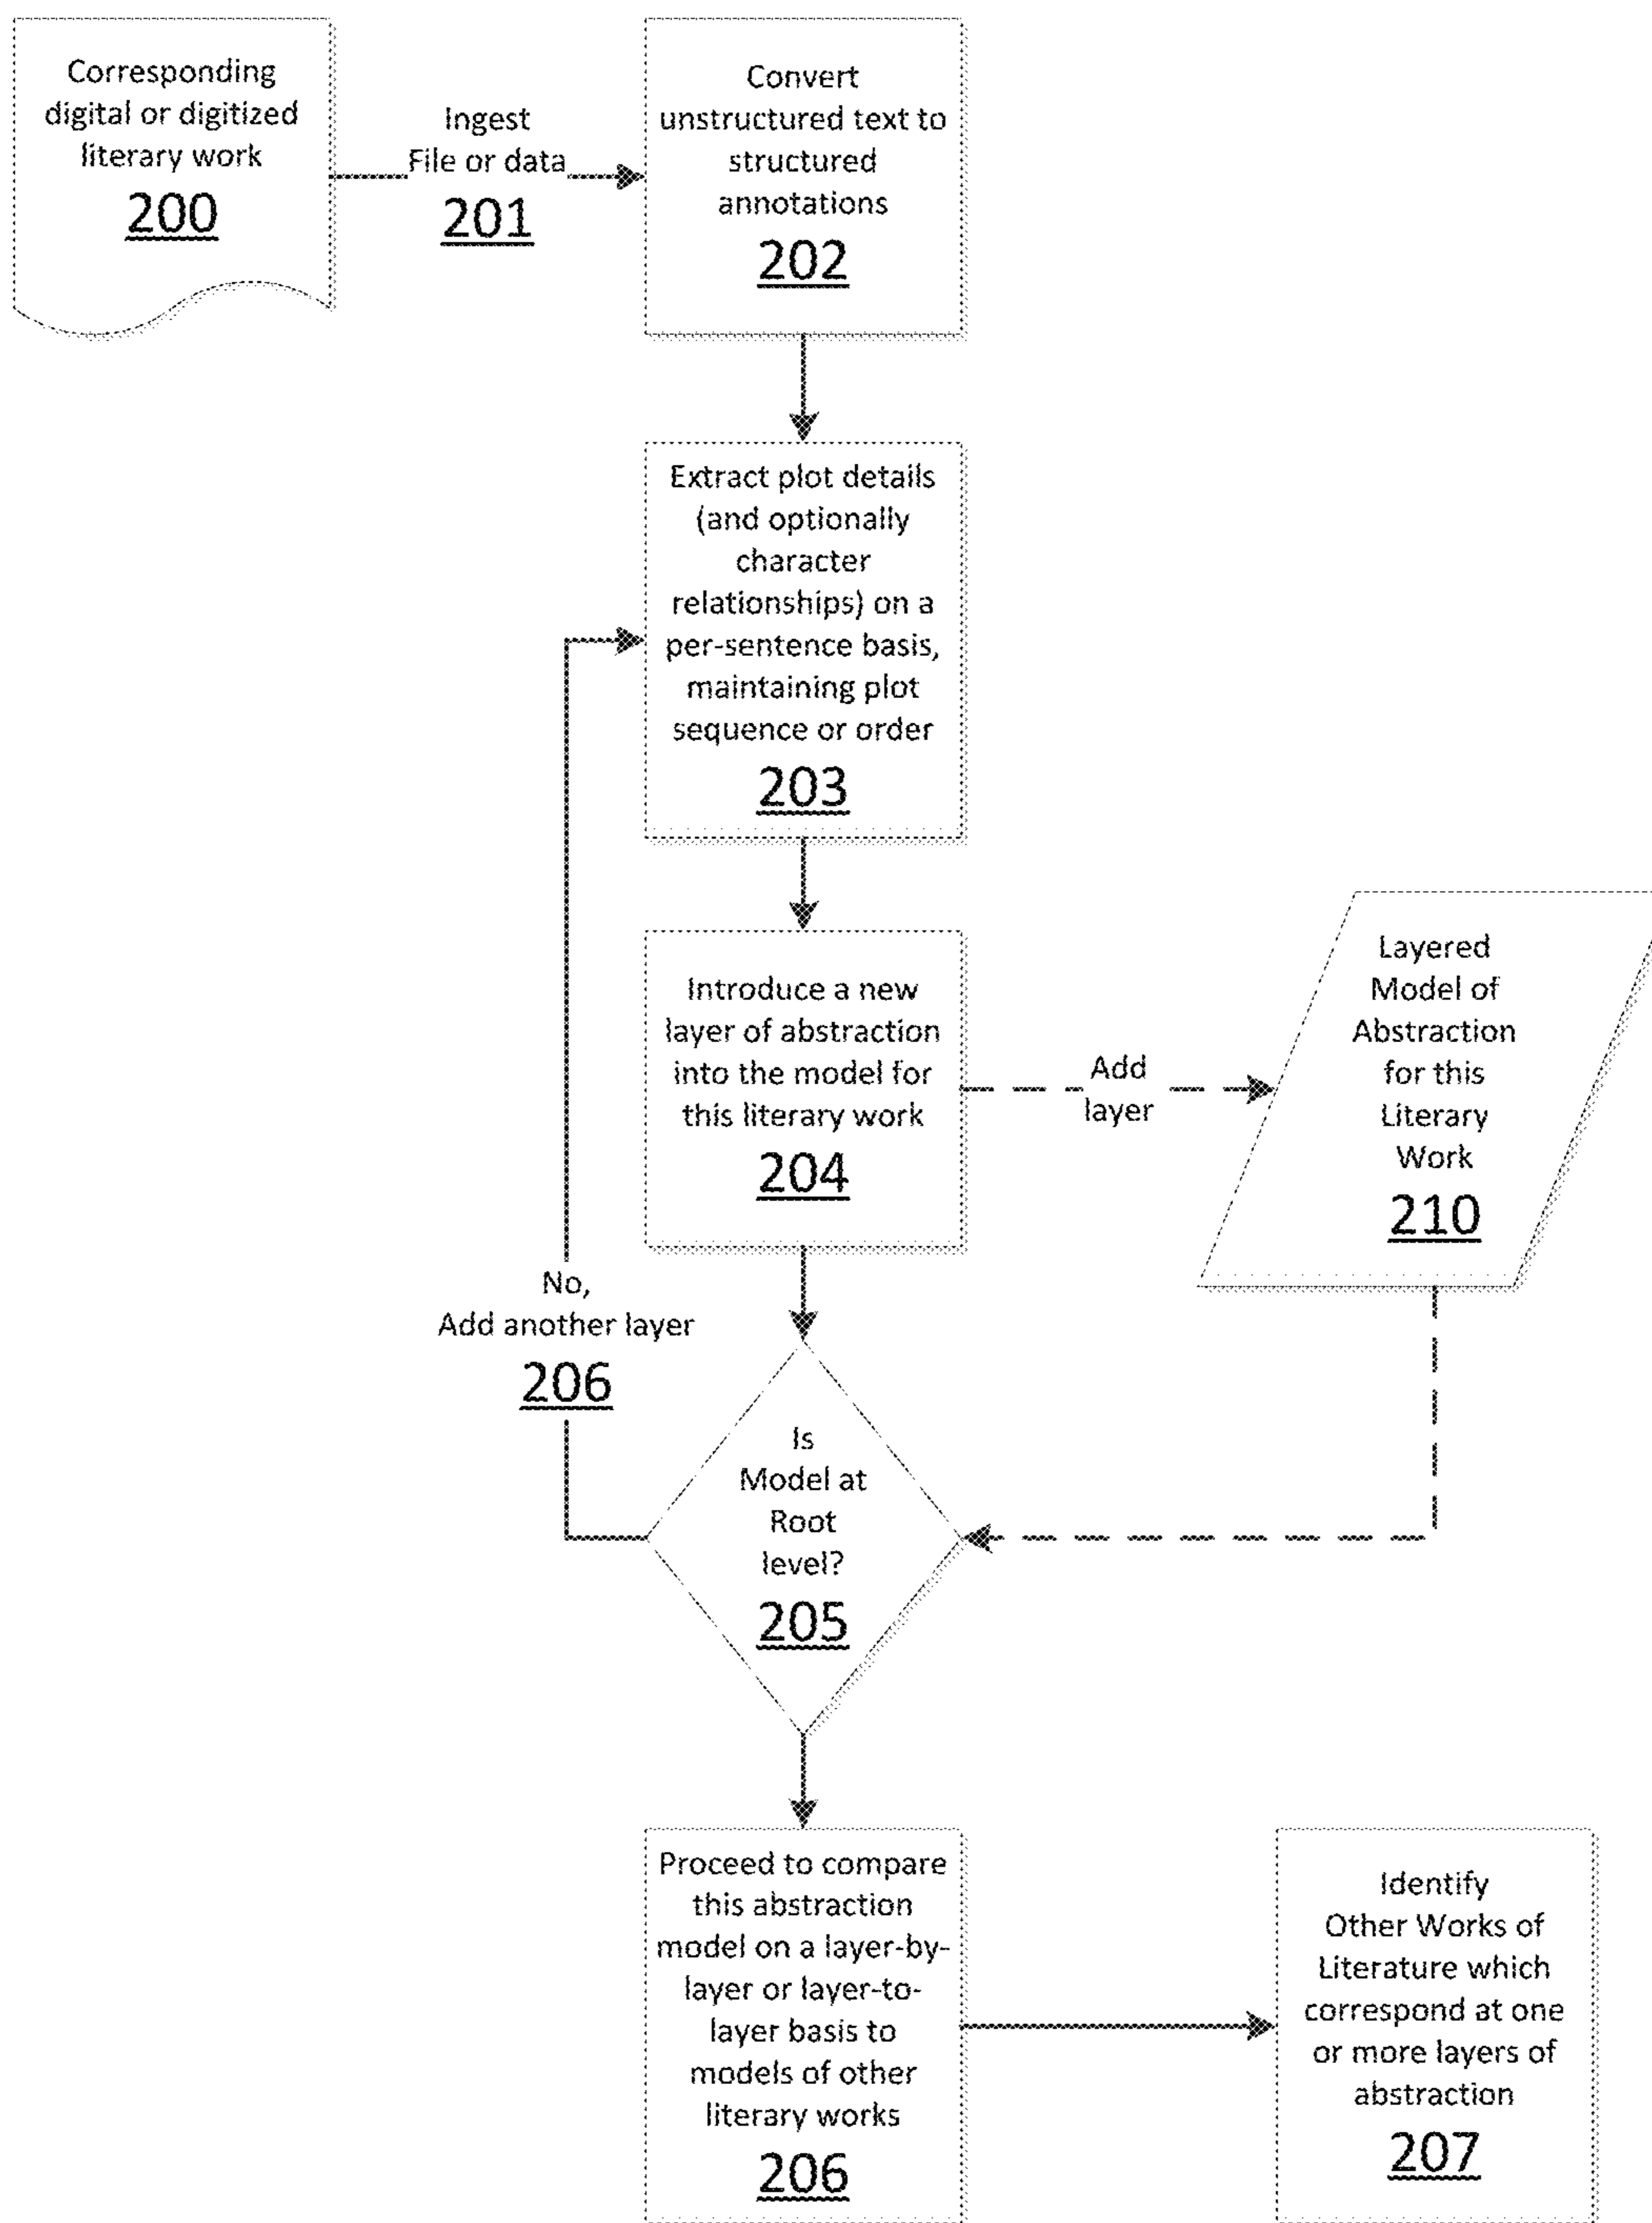 Corresponding
digital or digitized
literary work
200
Ingest
File or data
201
Convert
unstructured text to
structured
annotations
202
Extract plot details
(and optionally
character
relationships) on a
per-sentence basis,
maintaining plot
sequence or order
203
Introduce a new
layer of abstraction
into the model for
this literary work
204
Add
layer
Layered
Model of
Abstraction
for this
Literary
Work
210
No,
Add another layer
206
Is
Model at
Root
level?
205
Proceed to compare
this abstraction
model on a layer-by-
layer or layer-to-
layer basis to
models of other
literary works
206
Identify
Other Works of
Literature which
correspond at one
or more layers of
abstraction
207